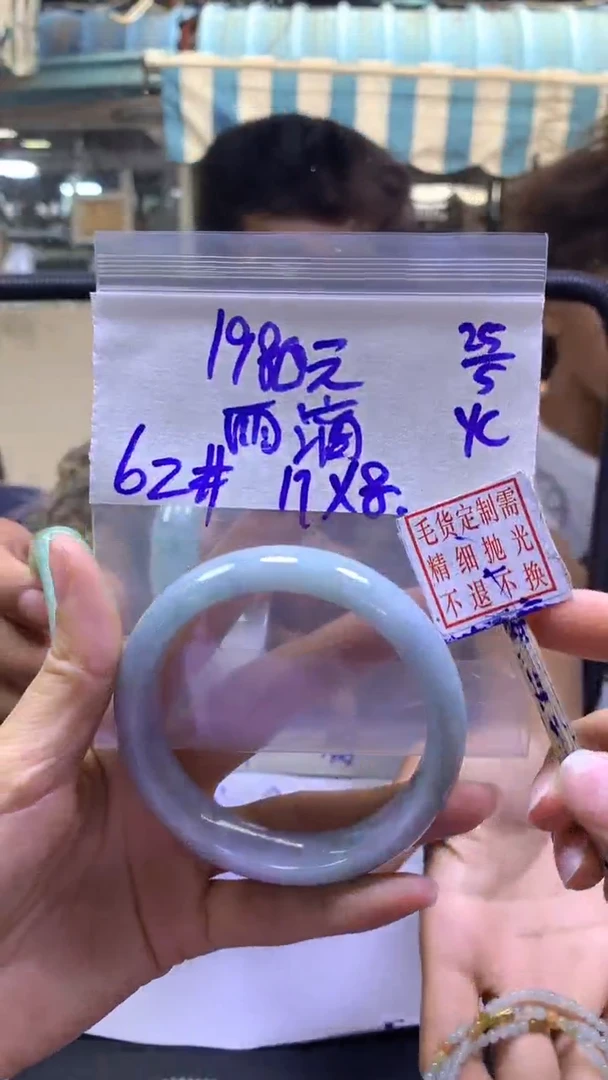 1980元
25/5
雨滴
YC
62# 17X8.
毛货定制需
精细抛光
不退不换